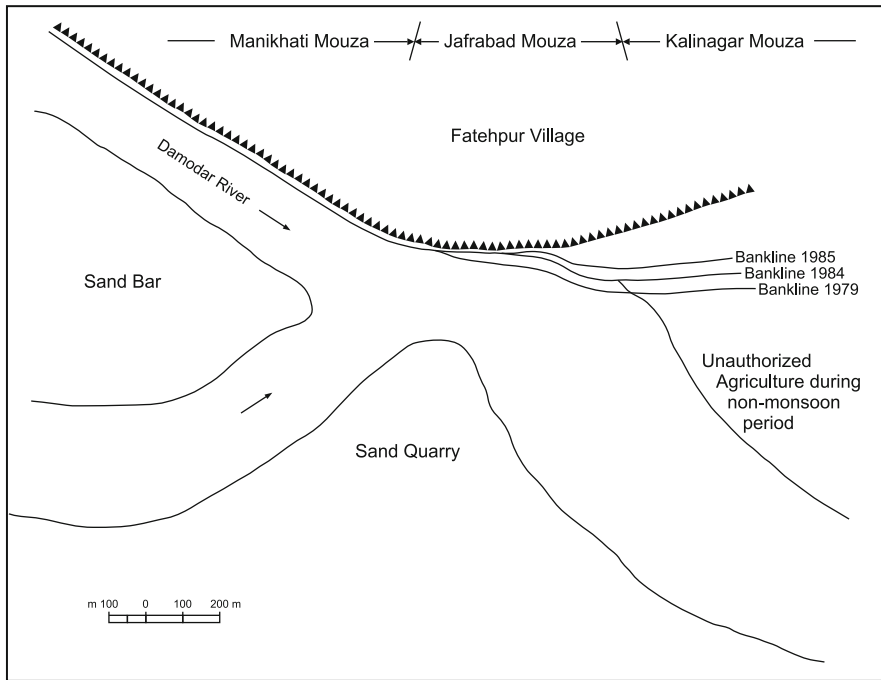 Manikhati Mouza
Jafrabad Mouza
Kalinagar Mouza
Fatehpur Village
Damodar River
Bankline 1985
Bankline 1984
Bankline 1979
Sand Bar
Unauthorized
Agriculture during
non-monsoon
period
Sand Quarry
m 100 0 100 200 m